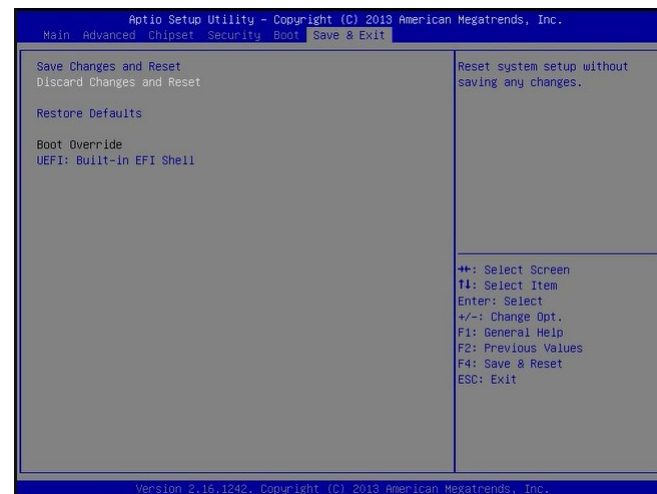 Aptio Setup Utility – Copyright (C) 2013 American Megatrends, Inc.
Main Advanced Chipset Security Boot Save & Exit
Save Changes and Reset
Discard Changes and Reset
Restore Defaults
Boot Override
UEFI: Built-in EFI Shell
Reset system setup without
saving any changes.
→←: Select Screen
↑↓: Select Item
Enter: Select
+/-: Change Opt.
F1: General Help
F2: Previous Values
F4: Save & Reset
ESC: Exit
Version 2.16.1242. Copyright (C) 2013 American Megatrends, Inc.